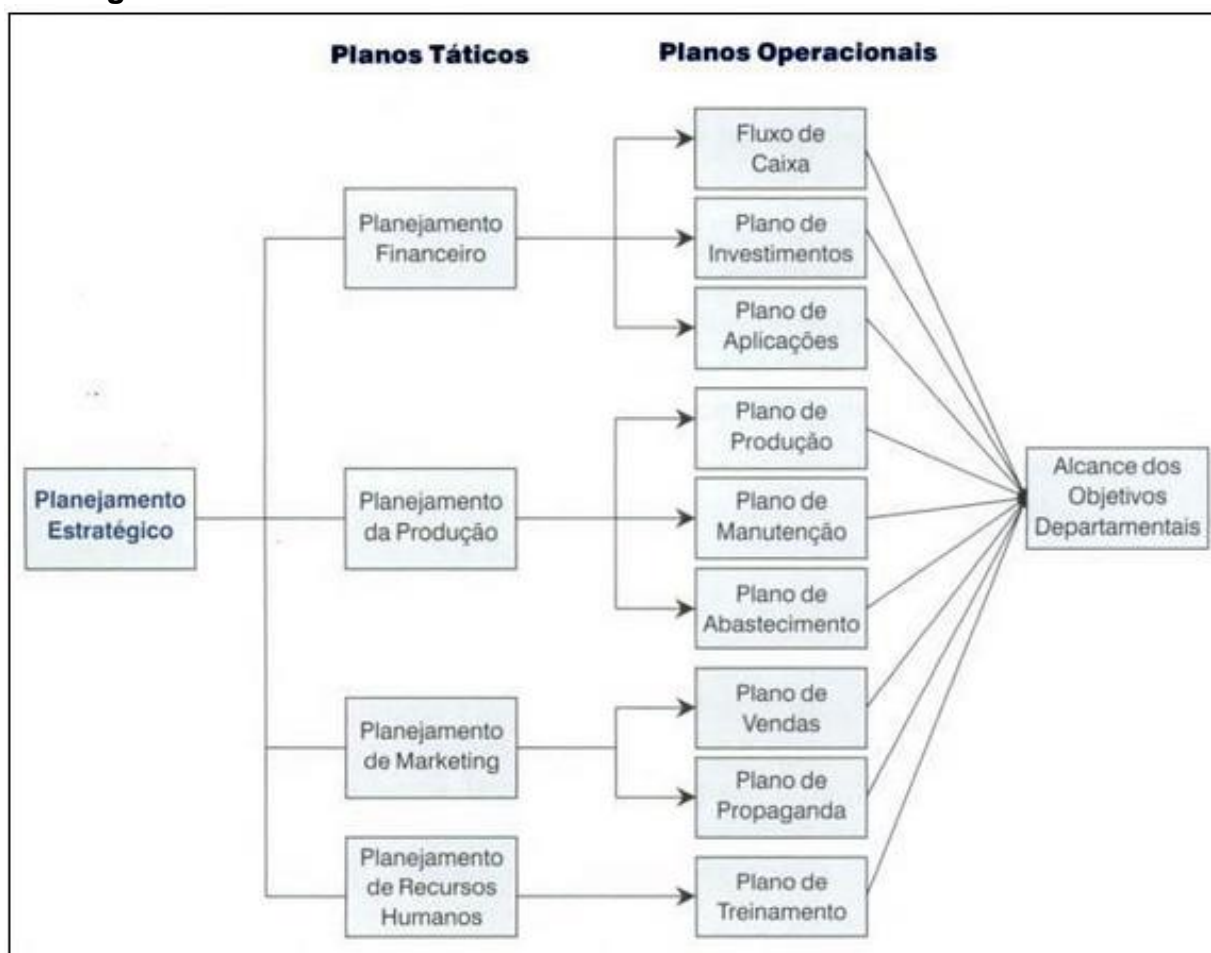 Planos Táticos
Planos Operacionais
Fluxo de
Caixa
Planejamento
Financeiro
Plano de
Investimentos
Plano de
Aplicações
Plano de
Produção
Planejamento
Estratégico
Planejamento
da Produção
Plano de
Manutenção
Alcance dos
Objetivos
Departamentais
Plano de
Abastecimento
Plano de
Vendas
Planejamento
de Marketing
Plano de
Propaganda
Planejamento
de Recursos
Humanos
Plano de
Treinamento